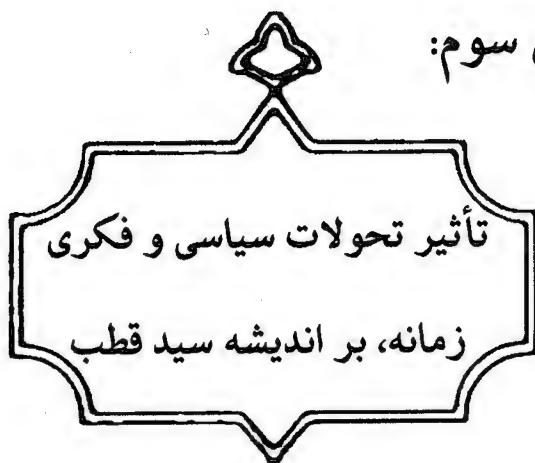 سوم:
تأثیر تحولات سیاسی و فکری
زمانه، بر اندیشه سید قطب